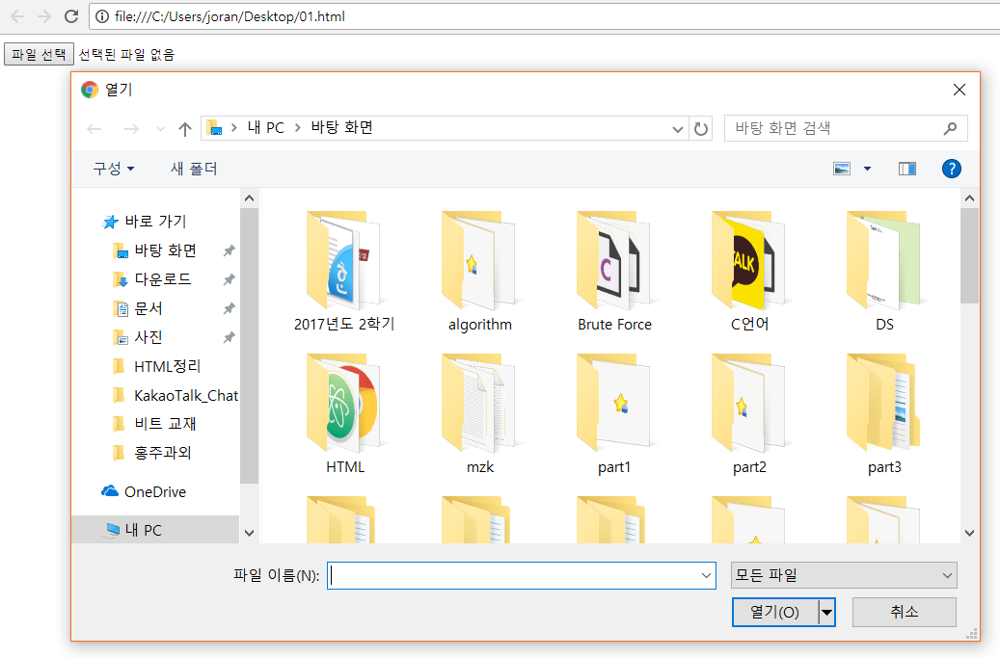 file:///C:/Users/joran/Desktop/01.html
파일 선택 선택된 파일 없음
열기
내 PC 바탕 화면
바탕 화면 검색
구성 새 폴더
바로 가기
바탕 화면
다운로드
문서
사진
HTML정리
KakaoTalk_Chat
비트 교재
홍주과외
OneDrive
내 PC
2017년도 2학기 algorithm Brute Force C언어 DS
HTML mzk part1 part2 part3
파일 이름(N): 모든 파일
열기(O) 취소